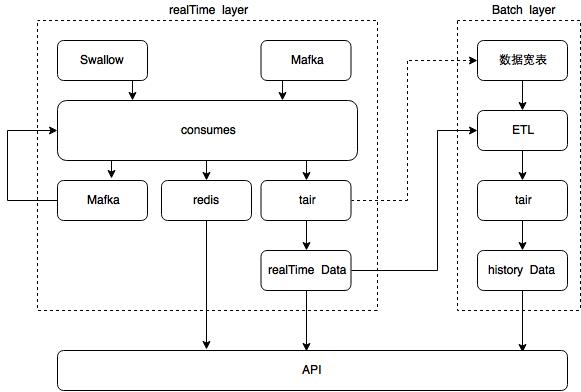 realTime layer
Batch layer
Swallow
Mafka
数据宽表
consumes
ETL
Mafka
redis
tair
tair
realTime Data
history Data
API